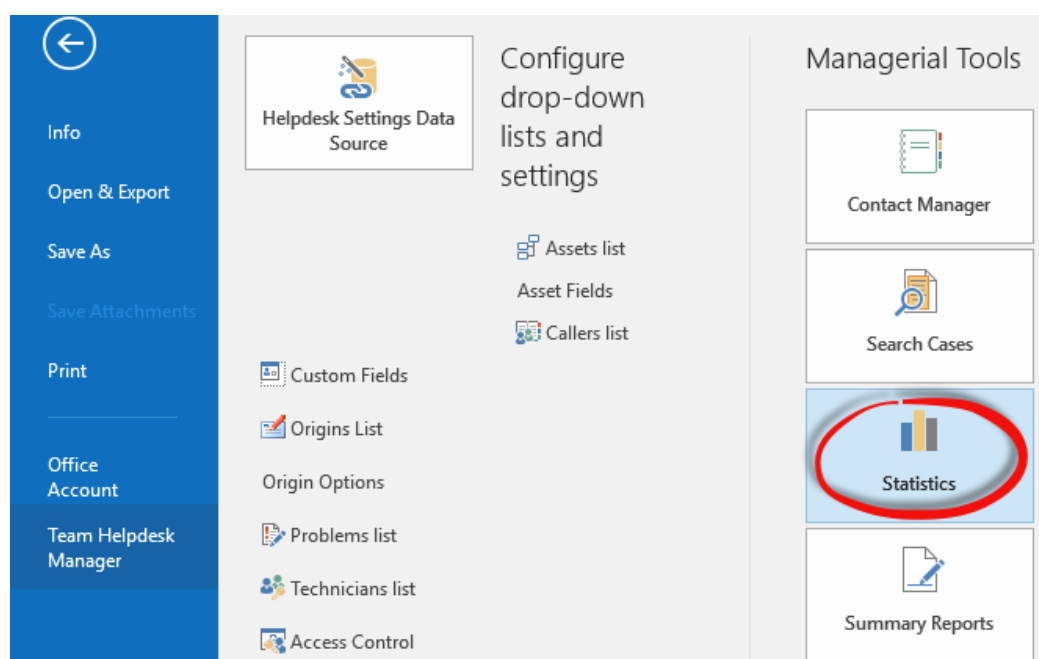 Info
Open & Export
Save As
Save Attachments
Print
Office
Account
Team Helpdesk
Manager
Helpdesk Settings Data
Source
Configure
drop-down
lists and
settings
Assets list
Asset Fields
Callers list
Custom Fields
Origins List
Origin Options
Problems list
Technicians list
Access Control
Managerial Tools
Contact Manager
Search Cases
Statistics
Summary Reports